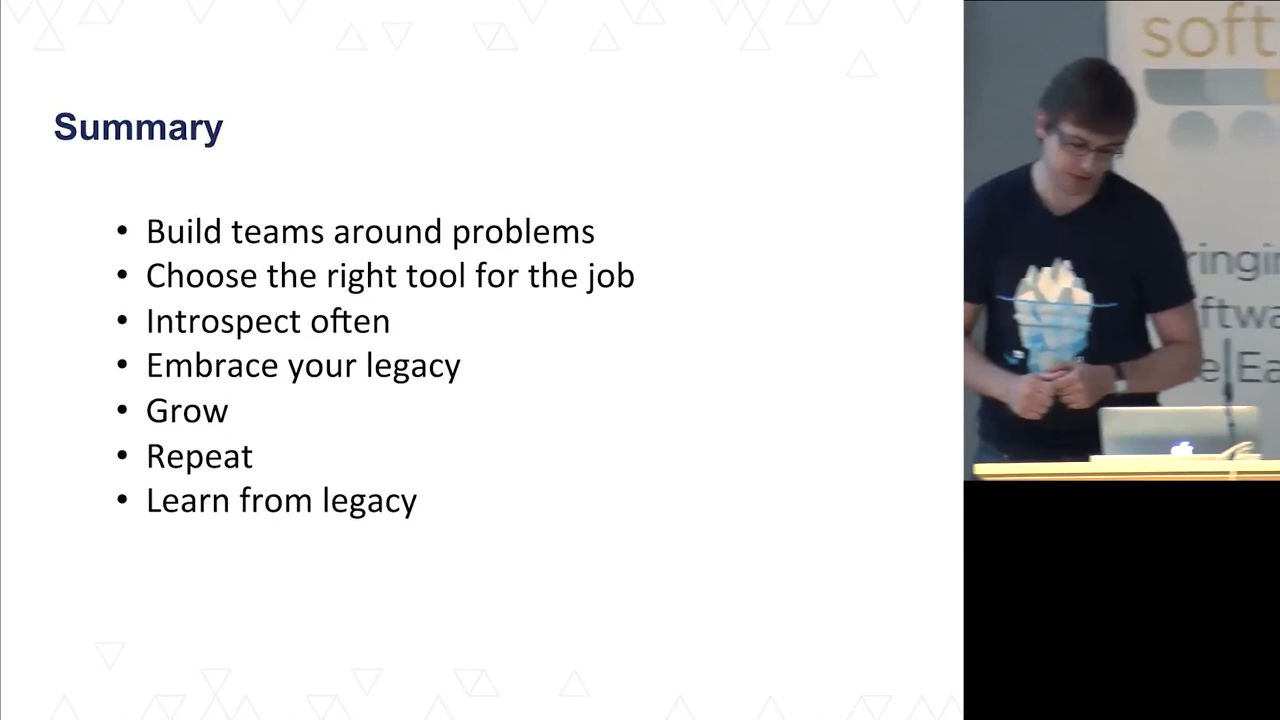 Summary
• Build teams around problems
• Choose the right tool for the job
• Introspect often
• Embrace your legacy
• Grow
• Repeat
• Learn from legacy
soft